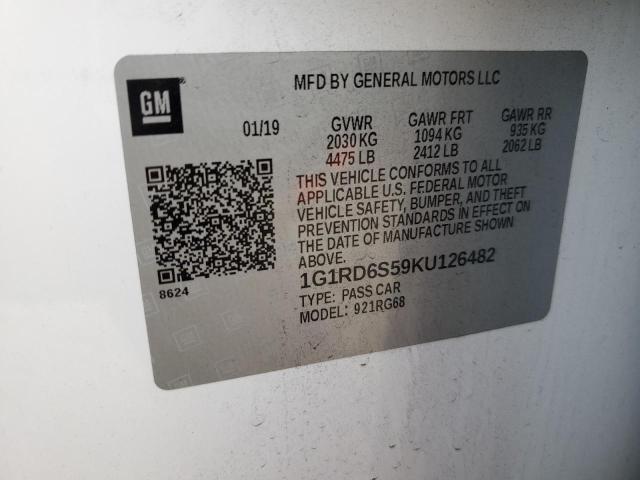 GM
MFD BY GENERAL MOTORS LLC
01/19 GVWR GAWR FRT GAWR RR
2030 KG 1094 KG 935 KG
4475 LB 2412 LB 2062 LB
THIS VEHICLE CONFORMS TO ALL
APPLICABLE U.S. FEDERAL MOTOR
VEHICLE SAFETY, BUMPER, AND THEFT
PREVENTION STANDARDS IN EFFECT ON
THE DATE OF MANUFACTURE SHOWN
ABOVE.
1G1RD6S59KU126482
TYPE: PASS CAR
MODEL: 921RG68
8624